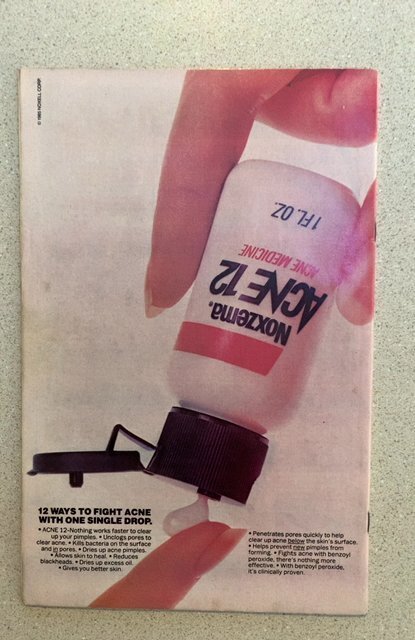 © 1985 NOXELL CORP.
1 FL. OZ.
ACNE MEDICINE
ACNE 12
Noxzema®
12 WAYS TO FIGHT ACNE
WITH ONE SINGLE DROP.
• ACNE 12-Nothing works faster to clear
up your pimples. • Unclogs pores to
clear acne. • Kills bacteria on the surface
and in pores. • Dries up acne pimples.
• Allows skin to heal. • Reduces
blackheads. • Dries up excess oil.
• Gives you better skin.
• Penetrates pores quickly to help
clear up acne below the skin's surface.
• Helps prevent new pimples from
forming. • Fights acne with benzoyl
peroxide, there's nothing more
effective. • With benzoyl peroxide,
it's clinically proven.